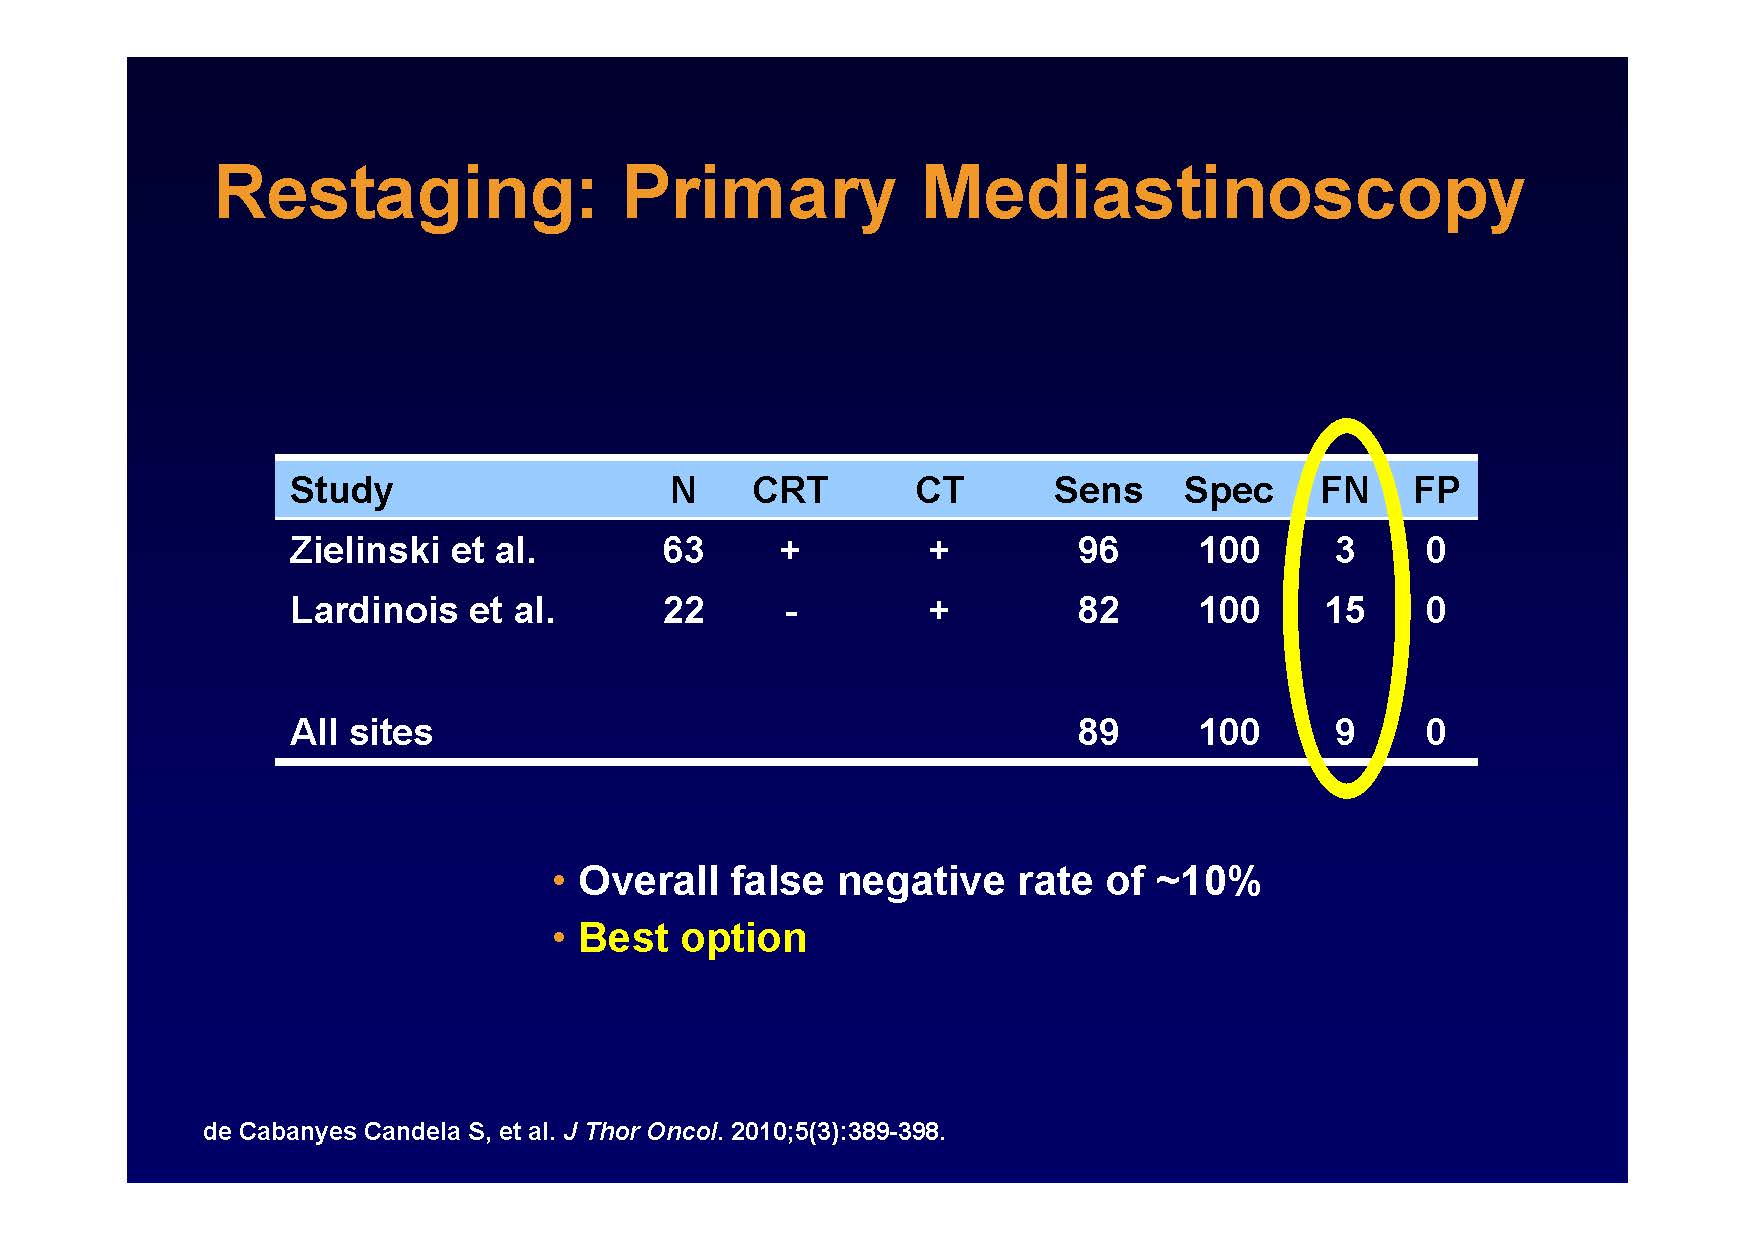 Restaging: Primary Mediastinoscopy
Study N CRT CT Sens Spec FN FP
Zielinski et al. 63 + + 96 100 3 0
Lardinois et al. 22 - + 82 100 15 0
All sites 89 100 9 0
• Overall false negative rate of ~10%
• Best option
de Cabanyes Candela S, et al. J Thor Oncol. 2010;5(3):389-398.